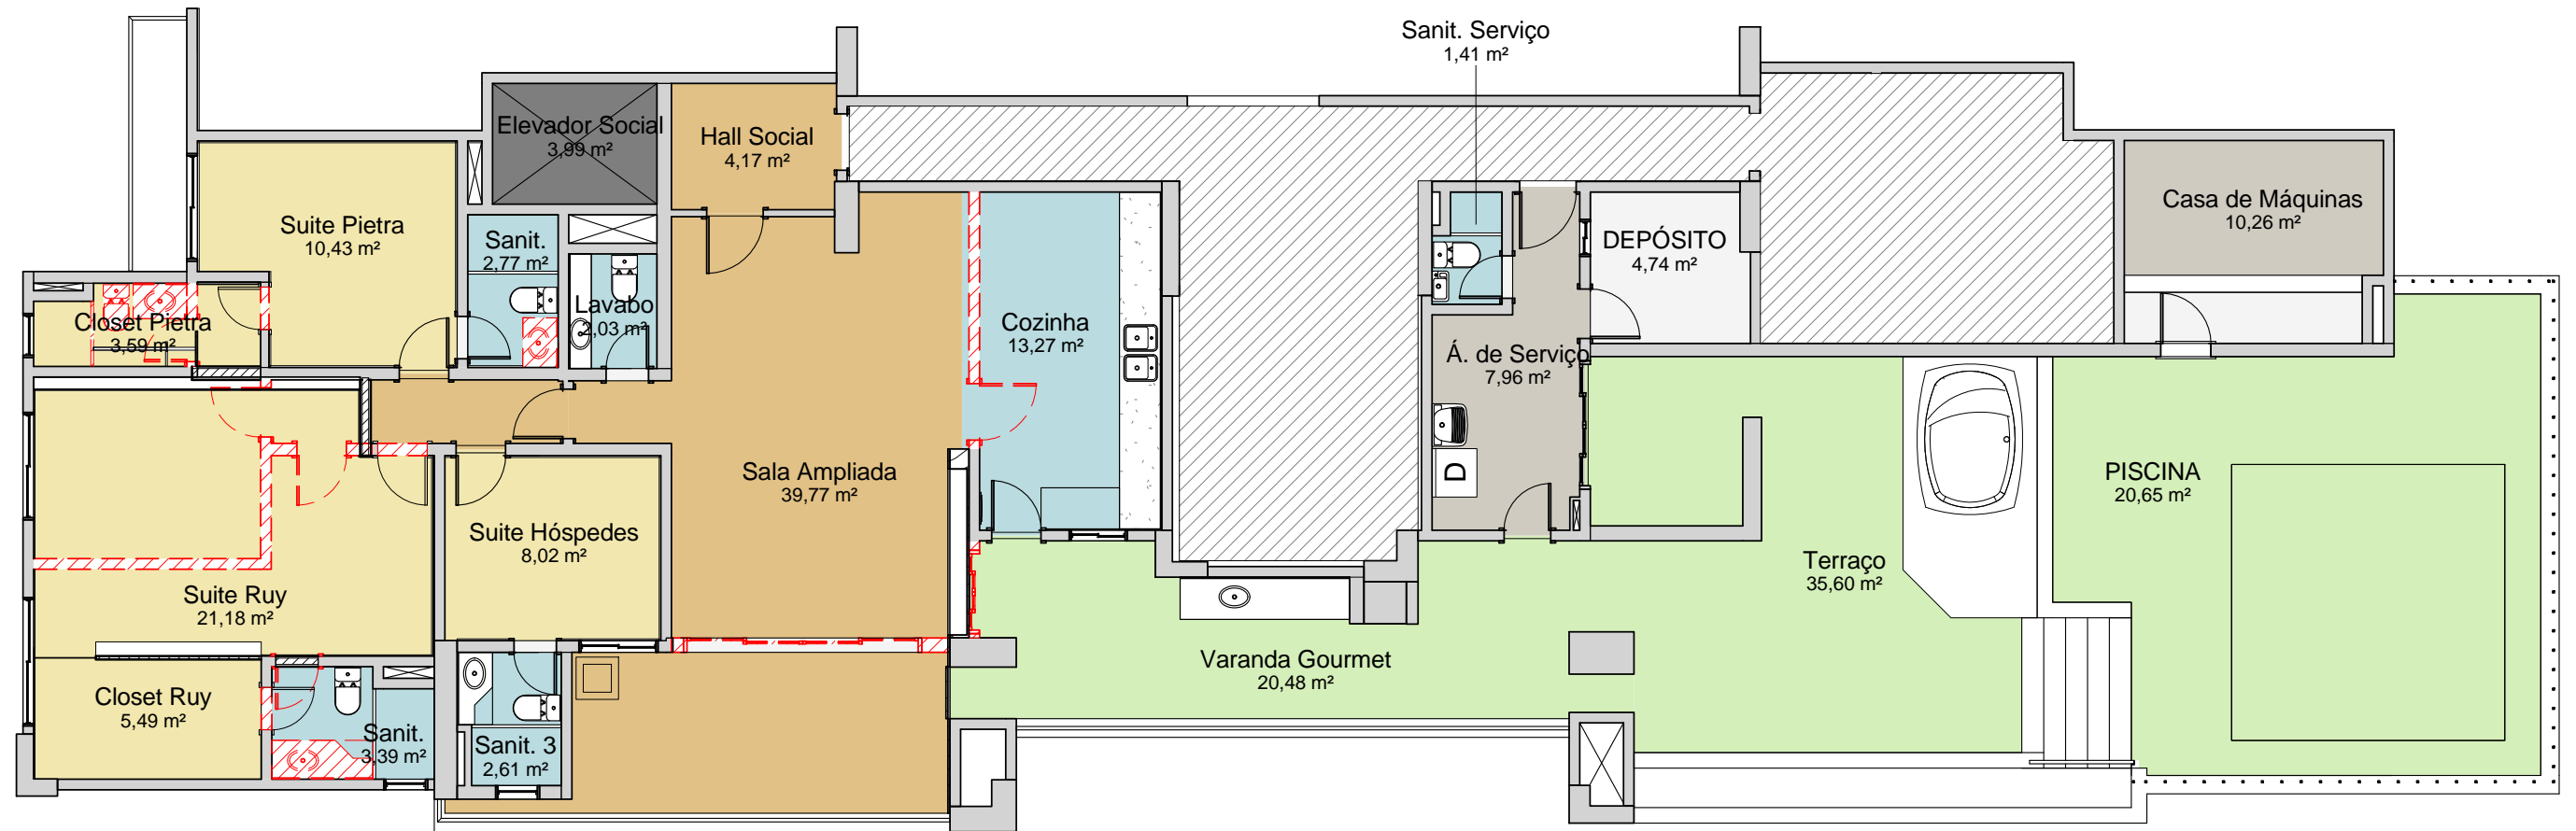 Sanit. Serviço
1,41 m²
Elevador Social
3,99 m²
Hall Social
4,17 m²
Casa de Máquinas
10,26 m²
Suite Pietra
10,43 m²
Sanit.
2,77 m²
DEPÓSITO
4,74 m²
Lavabo
2,03 m²
Closet Pietra
3,59 m²
Cozinha
13,27 m²
Á. de Serviço
7,96 m²
Sala Ampliada
39,77 m²
D
PISCINA
20,65 m²
Suite Hóspedes
8,02 m²
Terraço
35,60 m²
Suite Ruy
21,18 m²
Varanda Gourmet
20,48 m²
Closet Ruy
5,49 m²
Sanit.
3,39 m²
Sanit. 3
2,61 m²